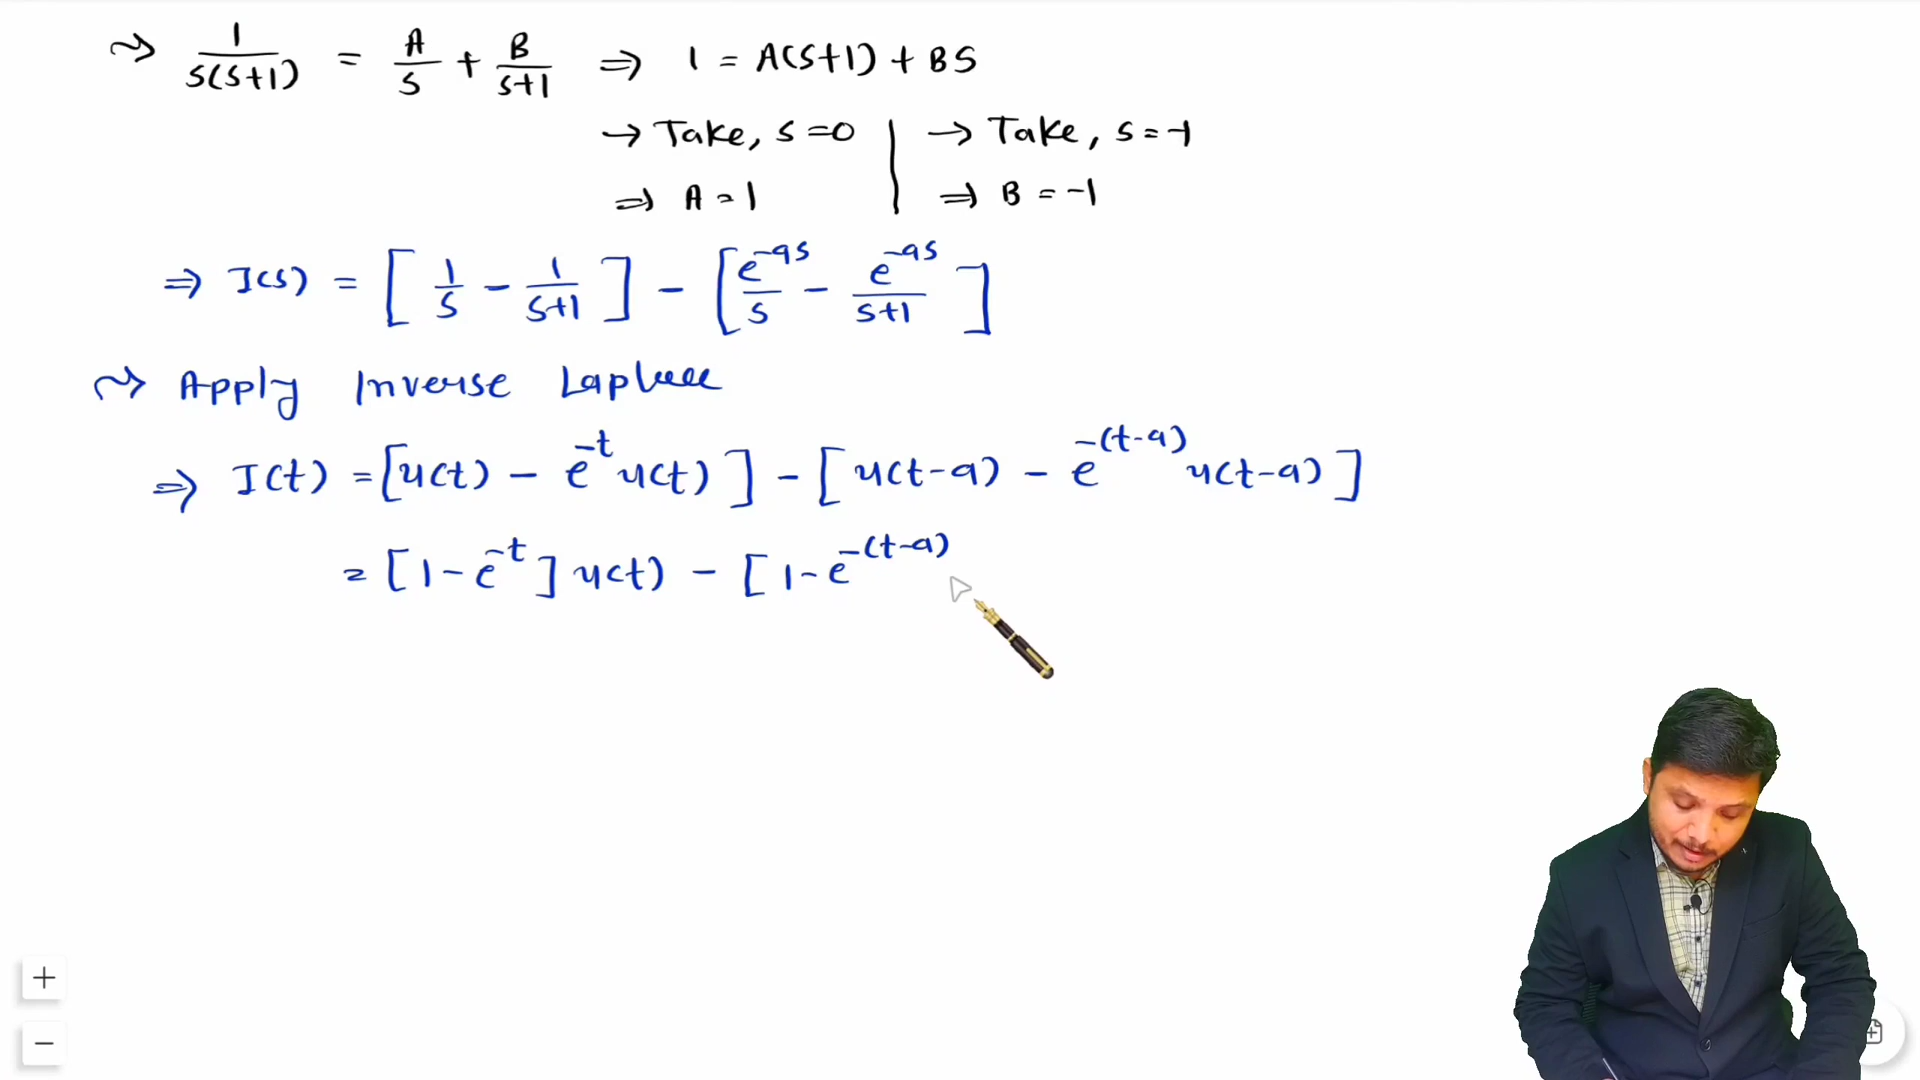 ⤳ 1/(s(s+1)) = A/s + B/(s+1) ⇒ 1 = A(s+1) + Bs
→ Take, s=0 | → Take, s=-1
⇒ A=1 | ⇒ B=-1
⇒ I(s) = [ 1/s - 1/(s+1) ] - [ e^-as/s - e^-as/(s+1) ]
⤳ Apply Inverse Laplace
⇒ I(t) = [u(t) - e^-t u(t)] - [u(t-a) - e^-(t-a) u(t-a)]
= [1-e^-t] u(t) - [1-e^-(t-a)